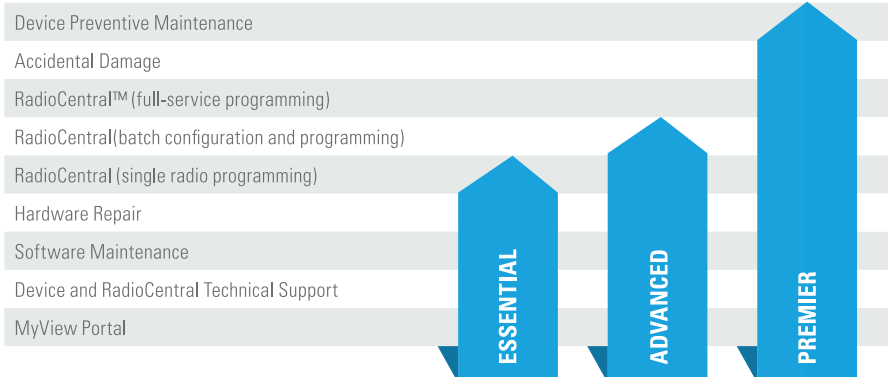 Device Preventive Maintenance
Accidental Damage
RadioCentral™ (full-service programming)
RadioCentral(batch configuration and programming)
RadioCentral (single radio programming)
Hardware Repair
Software Maintenance
Device and RadioCentral Technical Support
MyView Portal
ESSENTIAL
ADVANCED
PREMIER